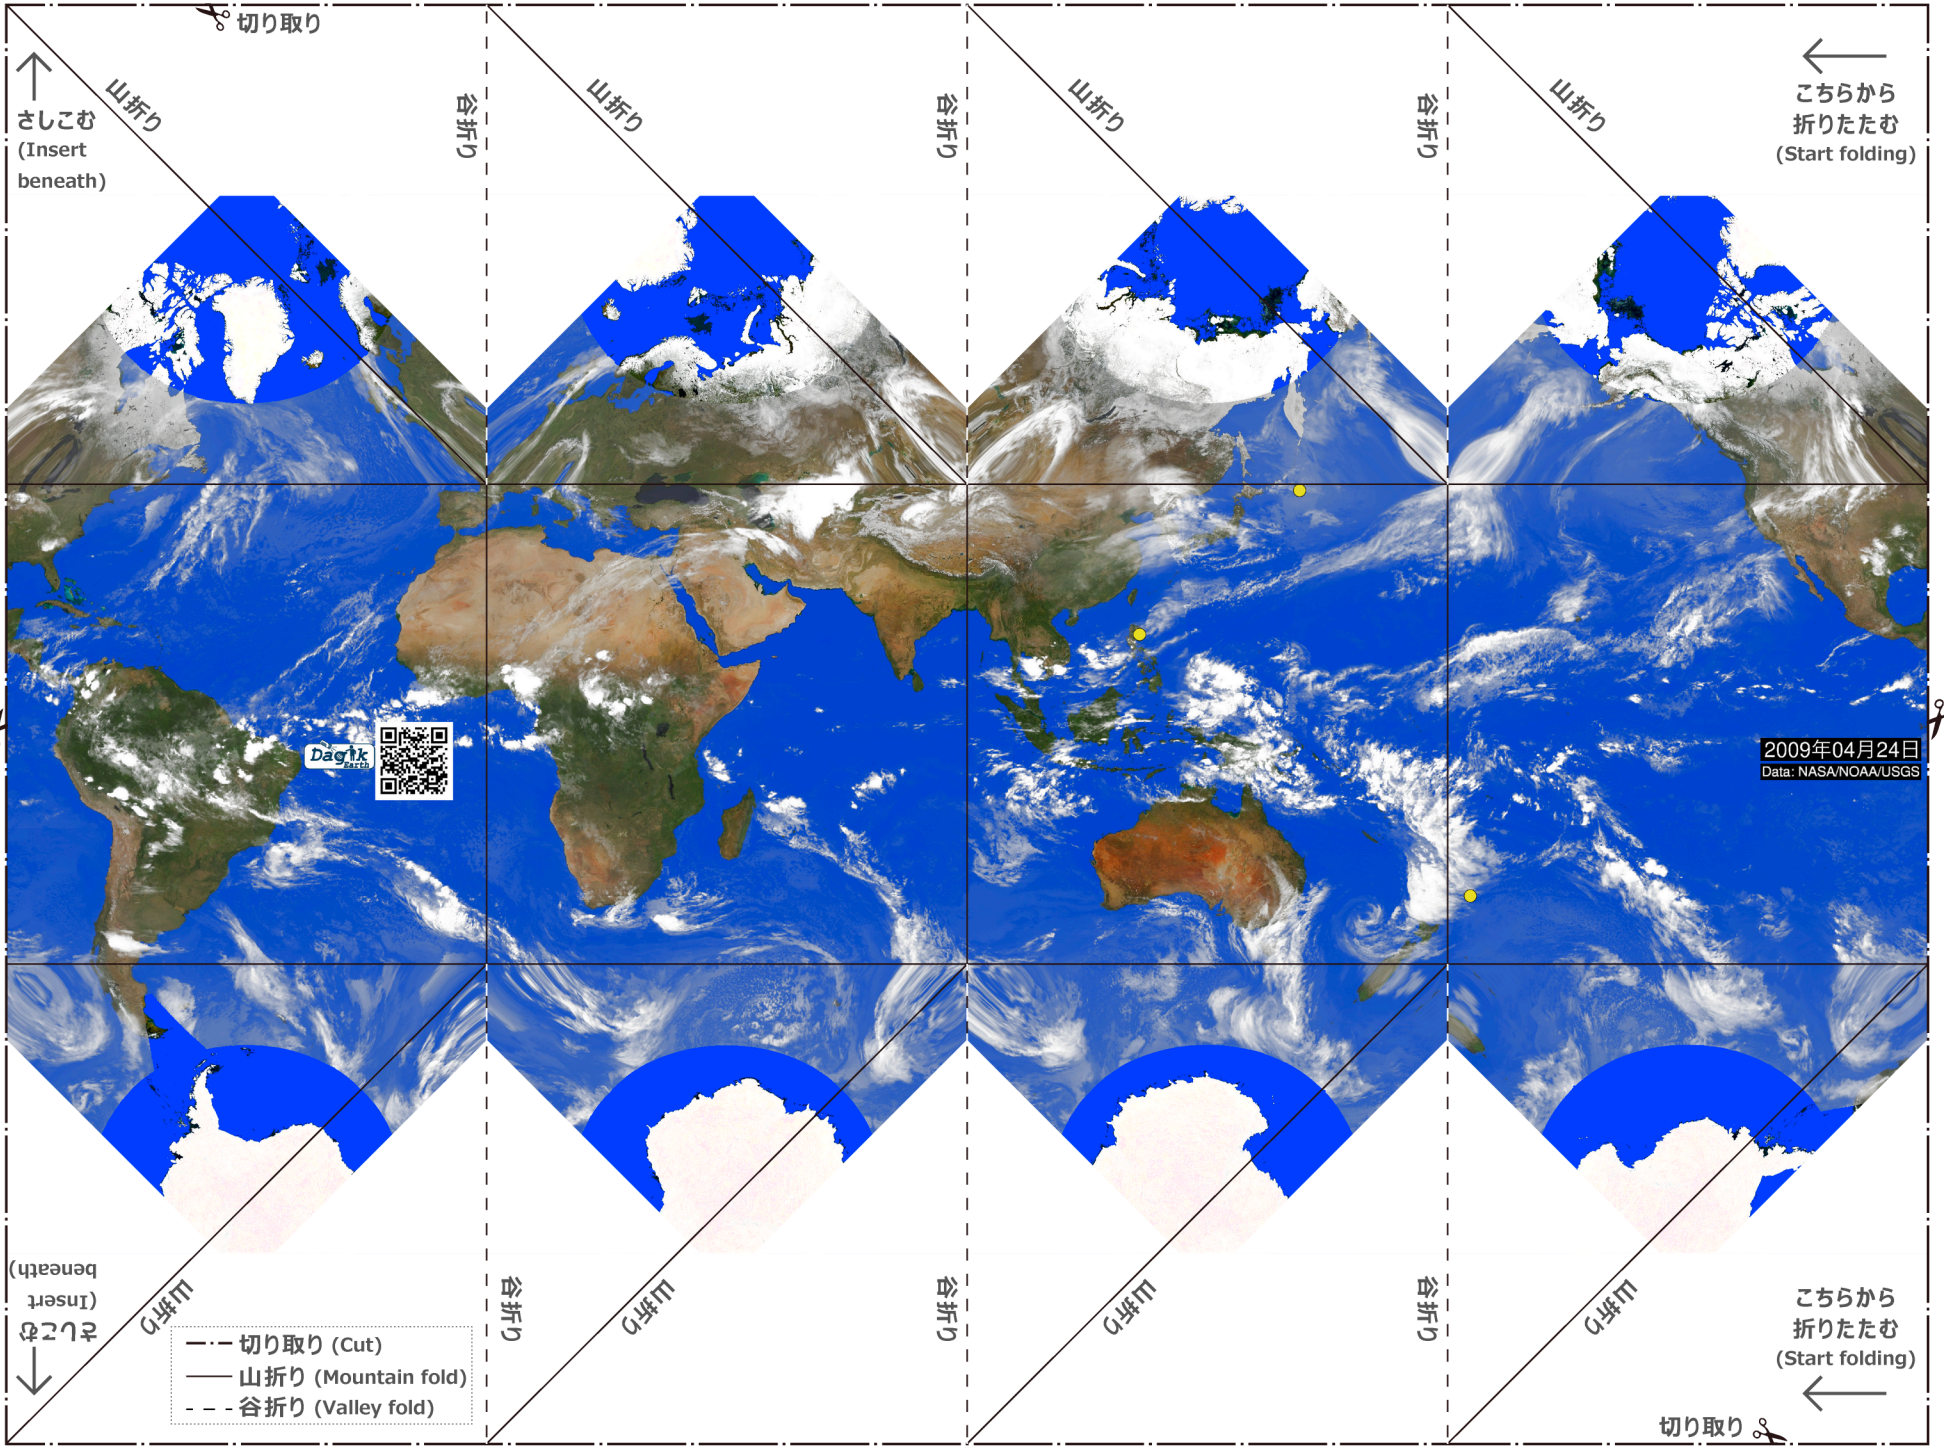 切り取り
山折り
谷折り
山折り
谷折り
山折り
谷折り
山折り
さしこむ
(Insert
beneath)
こちらから
折りたたむ
(Start folding)
Dagik
Earth
2009年04月24日
Data: NASA/NOAA/USGS
さしこむ
(Insert
beneath)
山折り
谷折り
山折り
谷折り
山折り
谷折り
山折り
こちらから
折りたたむ
(Start folding)
切り取り (Cut)
山折り (Mountain fold)
谷折り (Valley fold)
切り取り